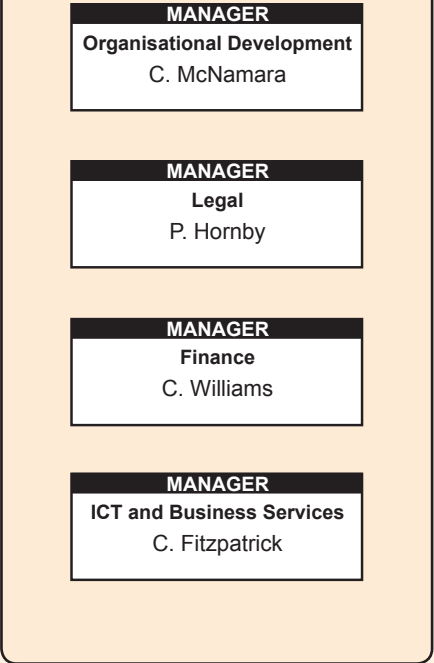 MANAGER
Organisational Development
C. McNamara
MANAGER
Legal
P. Hornby
MANAGER
Finance
C. Williams
MANAGER
ICT and Business Services
C. Fitzpatrick